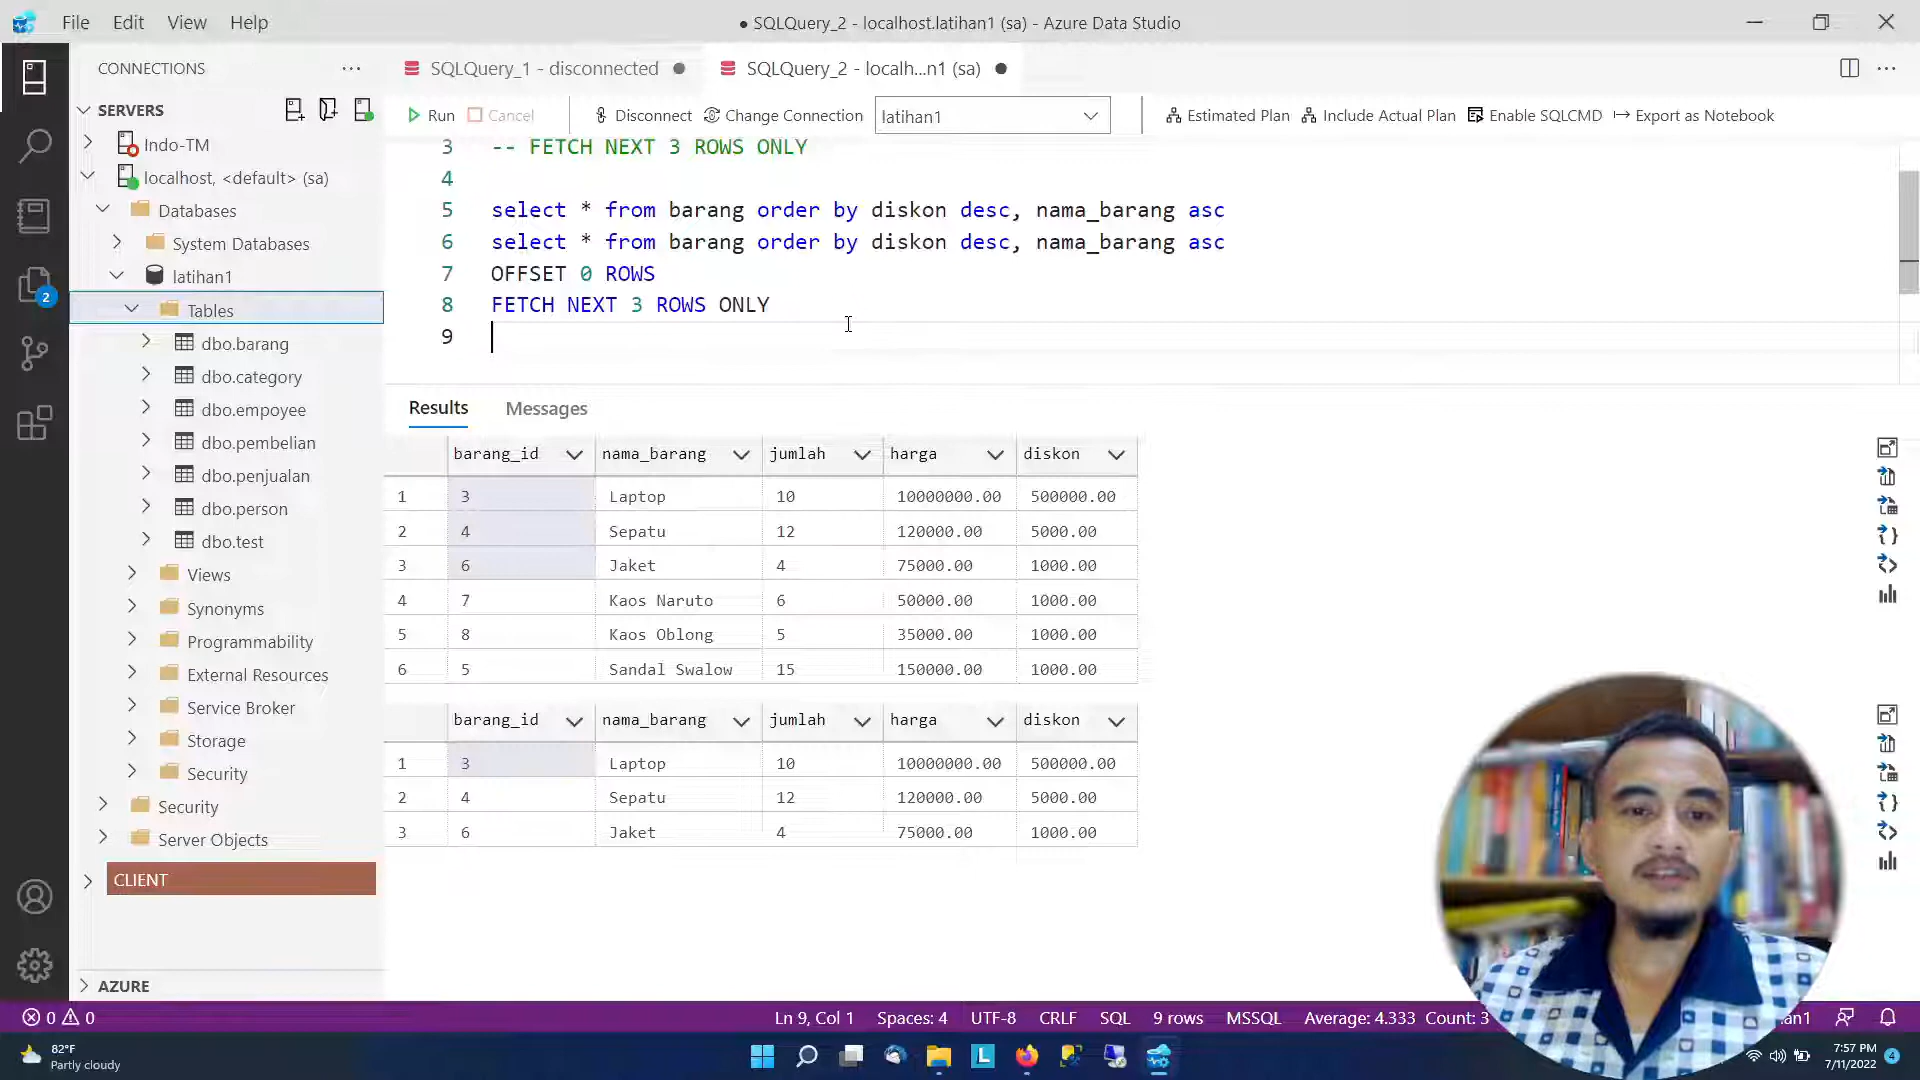 File Edit View Help
● SQLQuery_2 - localhost.latihan1 (sa) - Azure Data Studio
CONNECTIONS
SQLQuery_1 - disconnected
SQLQuery_2 - localh...n1 (sa)
SERVERS
Run Cancel Disconnect Change Connection latihan1 Estimated Plan Include Actual Plan Enable SQLCMD Export as Notebook
Indo-TM
localhost, <default> (sa)
Databases
System Databases
latihan1
Tables
dbo.barang
dbo.category
dbo.empoyee
dbo.pembelian
dbo.penjualan
dbo.person
dbo.test
Views
Synonyms
Programmability
External Resources
Service Broker
Storage
Security
Security
Server Objects
CLIENT
AZURE
2
3 -- FETCH NEXT 3 ROWS ONLY
4
5 select * from barang order by diskon desc, nama_barang asc
6 select * from barang order by diskon desc, nama_barang asc
7 OFFSET 0 ROWS
8 FETCH NEXT 3 ROWS ONLY
9
Results Messages
barang_id nama_barang jumlah harga diskon
1 3 Laptop 10 10000000.00 500000.00
2 4 Sepatu 12 120000.00 5000.00
3 6 Jaket 4 75000.00 1000.00
4 7 Kaos Naruto 6 50000.00 1000.00
5 8 Kaos Oblong 5 35000.00 1000.00
6 5 Sandal Swalow 15 150000.00 1000.00
barang_id nama_barang jumlah harga diskon
1 3 Laptop 10 10000000.00 500000.00
2 4 Sepatu 12 120000.00 5000.00
3 6 Jaket 4 75000.00 1000.00
0 0 Ln 9, Col 1 Spaces: 4 UTF-8 CRLF SQL 9 rows MSSQL Average: 4.333 Count: 3 an1
82°F
Partly cloudy
L
7:57 PM
7/11/2022
4